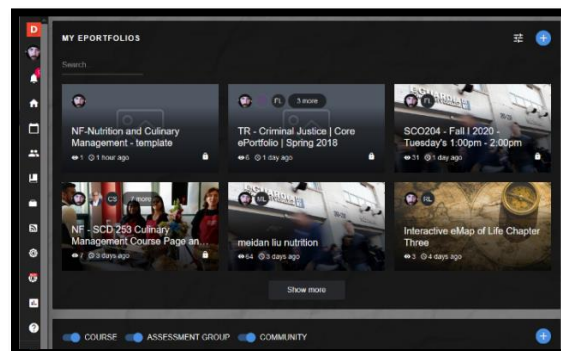 D
MY EPORTFOLIOS
Search...
NF-Nutrition and Culinary
Management - template
1 1 hour ago
FL 3 more
TR - Criminal Justice | Core
ePortfolio | Spring 2018
6 1 day ago
FL
SCO204 - Fall I 2020 -
Tuesday's 1:00pm - 2:00pm
31 1 day ago
CS 7 more
NF - SCD 253 Culinary
Management Course Page an...
7 3 days ago
ML
meidan liu nutrition
64 3 days ago
RL
Interactive eMap of Life Chapter
Three
3 4 days ago
Show more
COURSE ASSESSMENT GROUP COMMUNITY